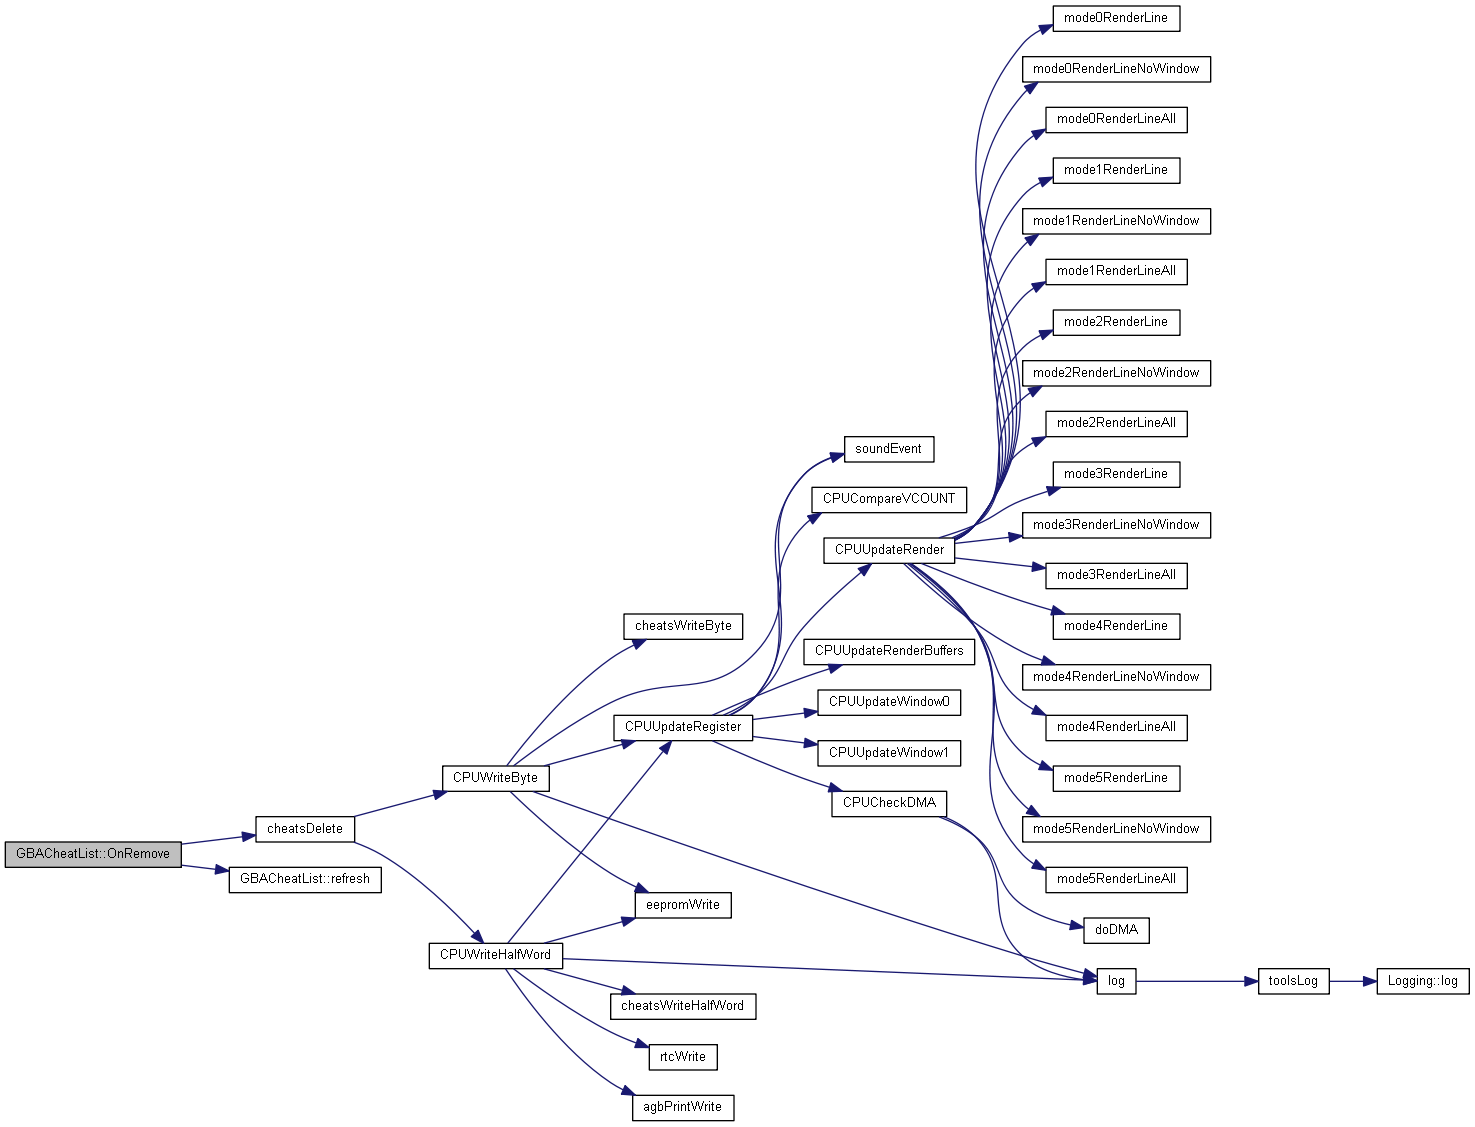 mode0RenderLine
mode0RenderLineNoWindow
mode0RenderLineAll
mode1RenderLine
mode1RenderLineNoWindow
mode1RenderLineAll
mode2RenderLine
mode2RenderLineNoWindow
mode2RenderLineAll
soundEvent
mode3RenderLine
CPUCompareVCOUNT
mode3RenderLineNoWindow
CPUUpdateRender
mode3RenderLineAll
cheatsWriteByte
mode4RenderLine
CPUUpdateRenderBuffers
mode4RenderLineNoWindow
CPUUpdateWindow0
CPUUpdateRegister
mode4RenderLineAll
CPUUpdateWindow1
CPUWriteByte
mode5RenderLine
CPUCheckDMA
cheatsDelete
mode5RenderLineNoWindow
GBACheatList::OnRemove
GBACheatList::refresh
mode5RenderLineAll
eepromWrite
doDMA
CPUWriteHalfWord
log
toolsLog
Logging::log
cheatsWriteHalfWord
rtcWrite
agbPrintWrite